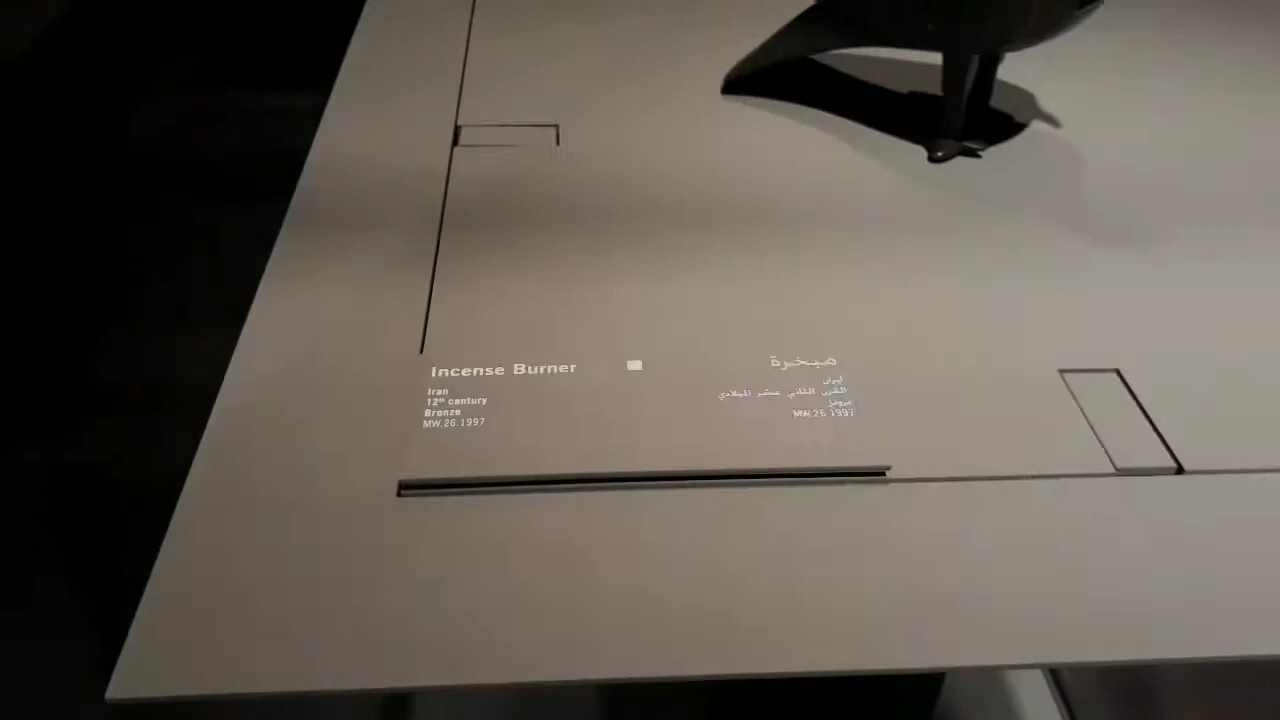 Incense Burner
Iran
12th century
Bronze
MW.26.1997
مبخرة
إيران
القرن الثاني عشر الميلادي
برونز
MW.26.1997